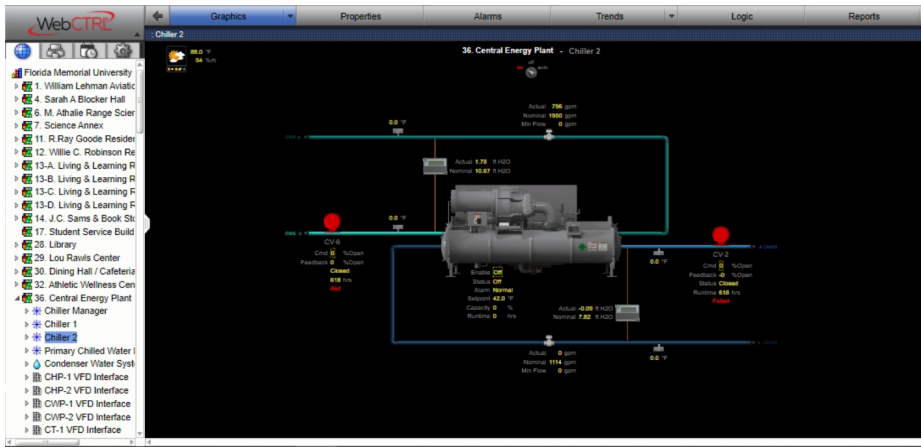 WebCTRL
Graphics
Properties
Alarms
Trends
Logic
Reports
: Chiller 2
88.0 °F
54 %rh
36. Central Energy Plant - Chiller 2
off
Florida Memorial University
1. William Lehman Aviatic
4. Sarah A Blocker Hall
6. M. Athalie Range Scier
7. Science Annex
11. R.Ray Goode Resider
12. Willie C. Robinson Re
13-A. Living & Learning R
13-B. Living & Learning R
13-C. Living & Learning R
13-D. Living & Learning R
14. J.C. Sams & Book Sto
17. Student Service Build
28. Library
29. Lou Rawls Center
30. Dining Hall / Cafeteria
32. Athletic Wellness Cen
36. Central Energy Plant
Chiller Manager
Chiller 1
Chiller 2
Primary Chilled Water
Condenser Water Syst
CHP-1 VFD Interface
CHP-2 VFD Interface
CWP-1 VFD Interface
CWP-2 VFD Interface
CT-1 VFD Interface
Actual 756 gpm
Nominal 1950 gpm
Min Flow 0 gpm
0.0 °F
Actual 1.78 ft H2O
Nominal 10.67 ft H2O
0.0 °F
CV-6
Cmd 0 %Open
Feedback 0 %Open
Closed
618 hrs
Enable Off
Status Off
Alarm Normal
Setpoint 42.0 °F
Capacity 0 %
Runtime 0 hrs
0.0 °F
CV-2
Cmd 0 %Open
Feedback -0 %Open
Status Closed
Runtime 618 hrs
Failed
Actual -0.09 ft H2O
Nominal 7.82 ft H2O
Actual 0 gpm
Nominal 1114 gpm
Min Flow 0 gpm
0.0 °F